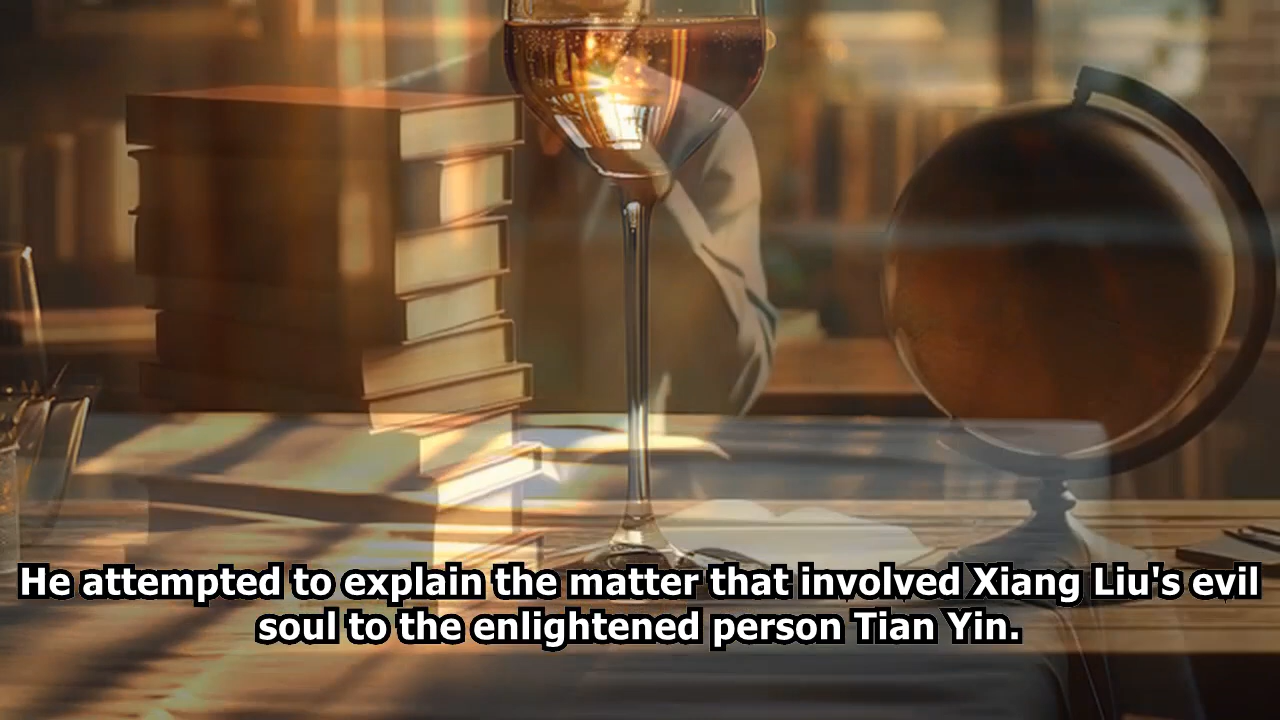 He attempted to explain the matter that involved Xiang Liu's evil
soul to the enlightened person Tian Yin.